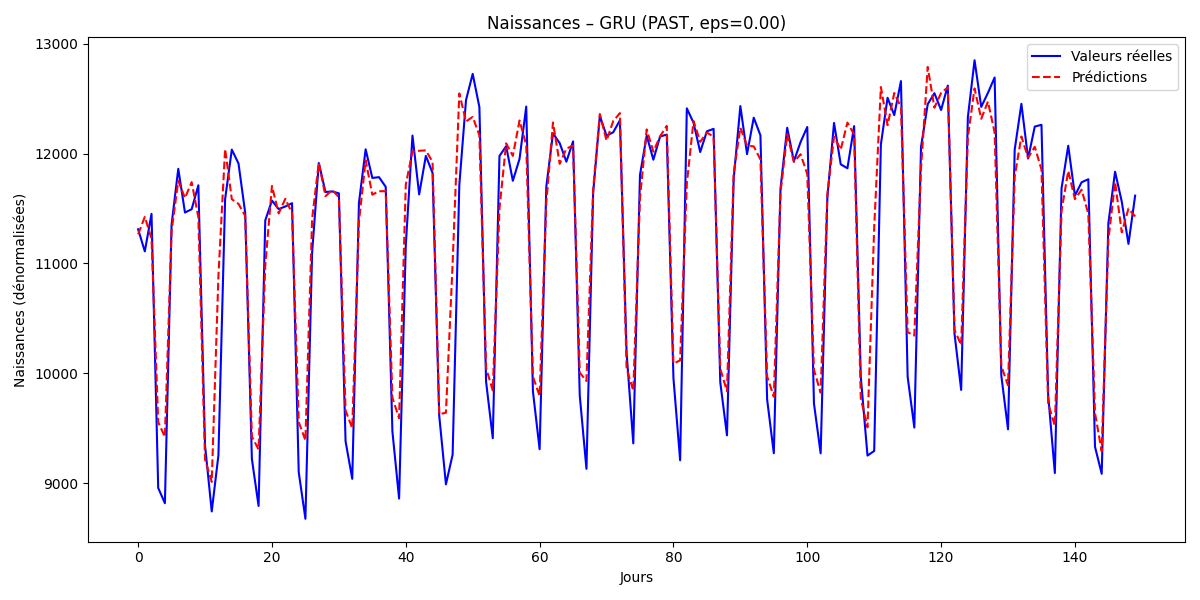 Naissances – GRU (PAST, eps=0.00)
13000
12000
11000
10000
9000
Naissances (dénormalisées)
Valeurs réelles
Prédictions
0 20 40 60 80 100 120 140
Jours